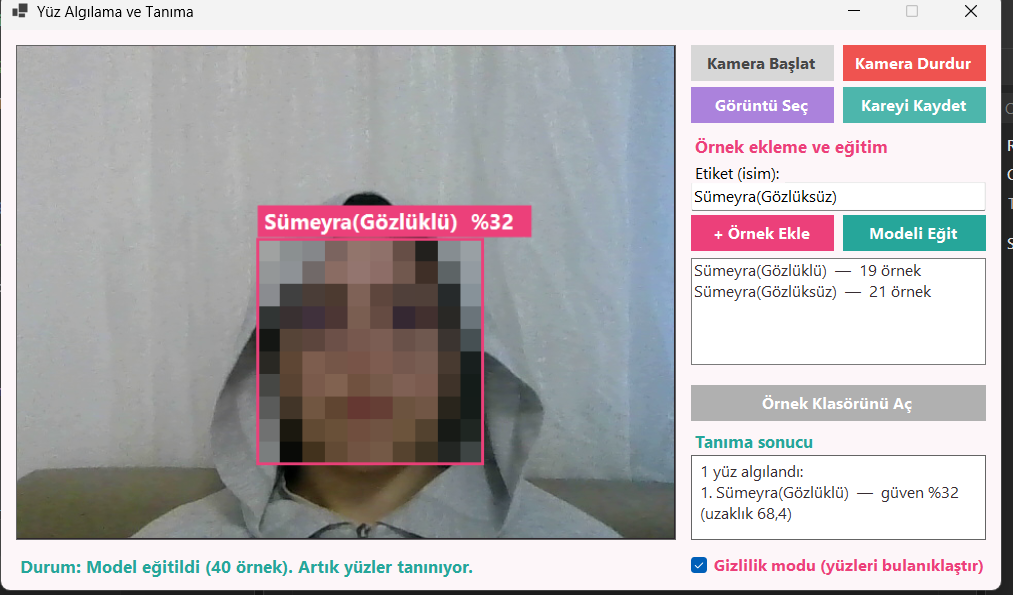 Yüz Algılama ve Tanıma
Kamera Başlat
Kamera Durdur
Görüntü Seç
Kareyi Kaydet
Örnek ekleme ve eğitim
Etiket (isim):
Sümeyra(Gözlüksüz)
+ Örnek Ekle
Modeli Eğit
Sümeyra(Gözlüklü) — 19 örnek
Sümeyra(Gözlüksüz) — 21 örnek
Örnek Klasörünü Aç
Tanıma sonucu
1 yüz algılandı:
1. Sümeyra(Gözlüklü) — güven %32
(uzaklık 68,4)
Sümeyra(Gözlüklü) %32
Durum: Model eğitildi (40 örnek). Artık yüzler tanınıyor.
Gizlilik modu (yüzleri bulanıklaştır)